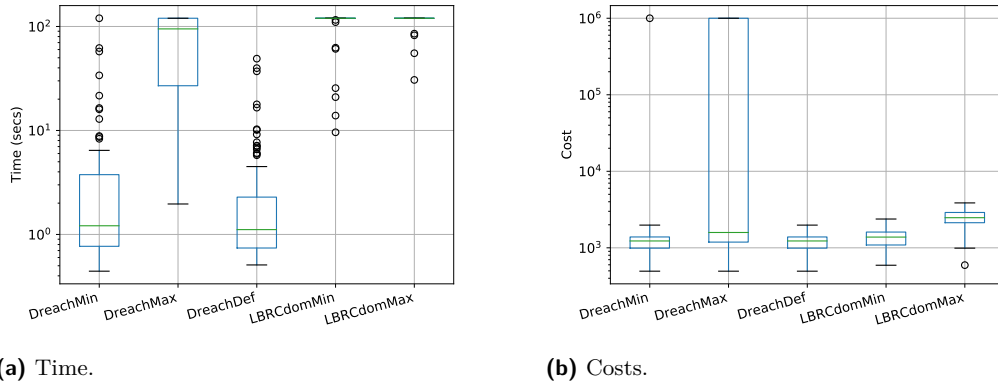 10²
10¹
10⁰
Time (secs)
DreachMin
DreachMax
DreachDef
LBRCdomMin
LBRCdomMax
(a) Time.
10⁶
10⁵
10⁴
10³
Cost
DreachMin
DreachMax
DreachDef
LBRCdomMin
LBRCdomMax
(b) Costs.